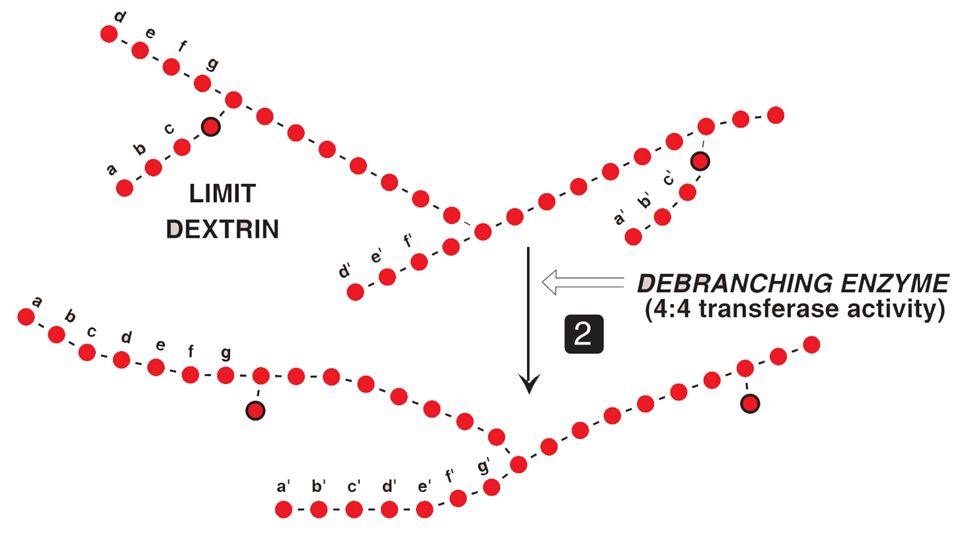 d
e
f
g
c
b
a
LIMIT
DEXTRIN
c'
b'
a'
f'
e'
d'
DEBRANCHING ENZYME
(4:4 transferase activity)
2
a
b
c
d
e
f
g
g'
f'
a' b' c' d' e'